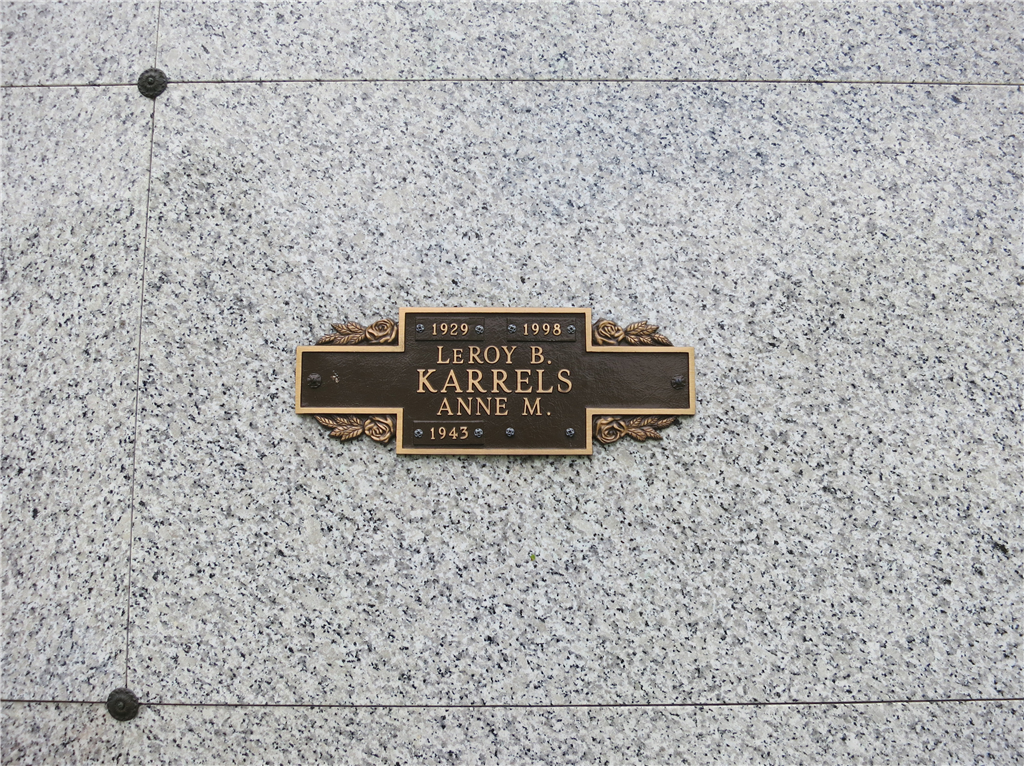 1929 1998
LEROY B.
KARRELS
ANNE M.
1943